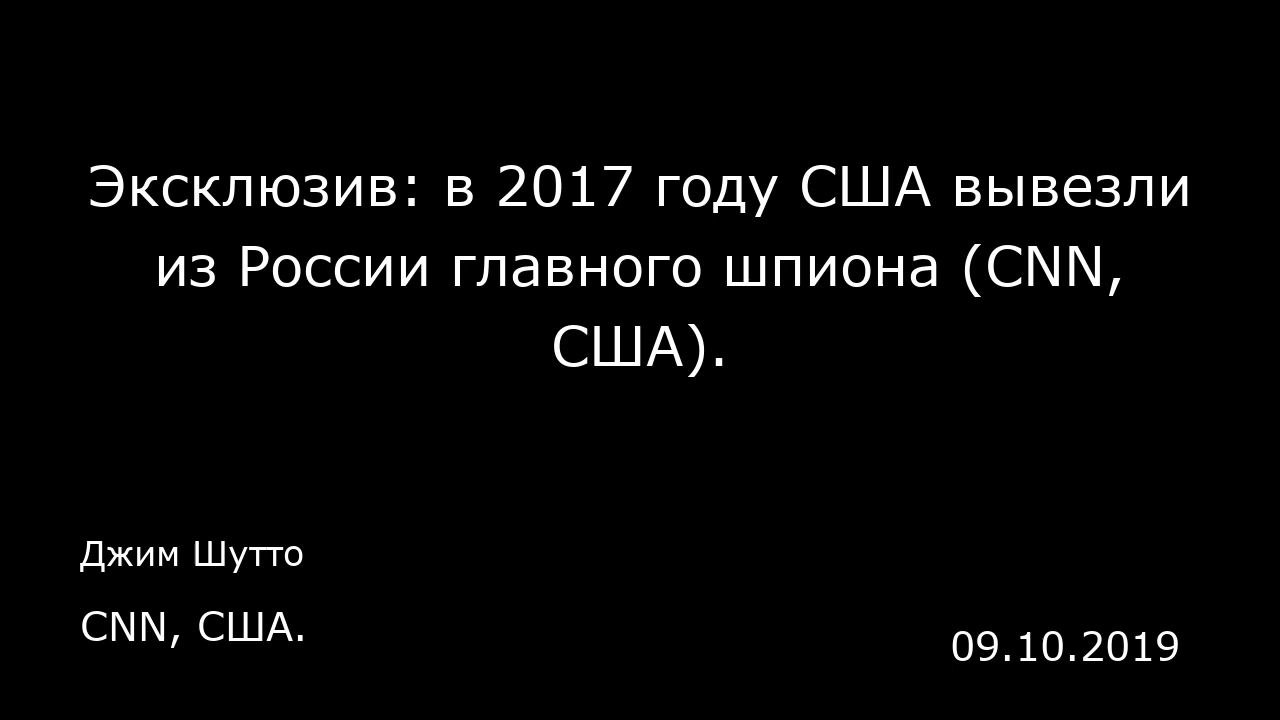 Эксклюзив: в 2017 году США вывезли
из России главного шпиона (CNN,
США).
Джим Шутто
CNN, США.
09.10.2019